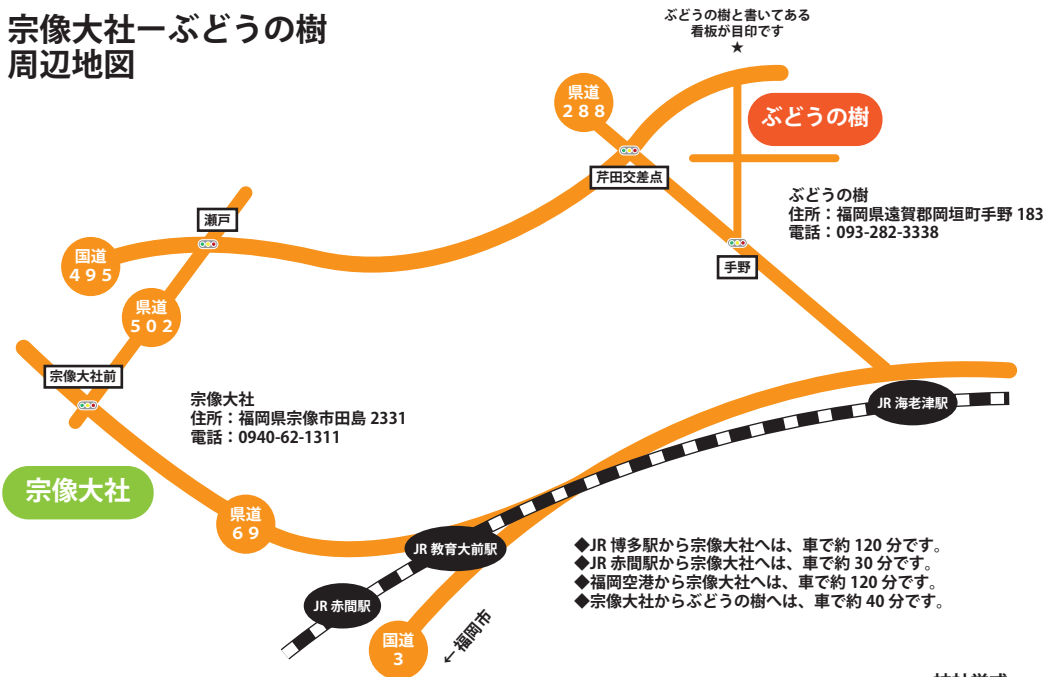 宗像大社ーぶどうの樹
周辺地図
ぶどうの樹と書いてある
看板が目印です
★
県道
２８８
ぶどうの樹
芹田交差点
ぶどうの樹
住所：福岡県遠賀郡岡垣町手野 183
電話：093-282-3338
瀬戸
国道
４９５
手野
県道
５０２
宗像大社前
宗像大社
住所：福岡県宗像市田島 2331
電話：0940-62-1311
JR 海老津駅
宗像大社
県道
６９
JR 教育大前駅
◆JR 博多駅から宗像大社へは、車で約 120 分です。
◆JR 赤間駅から宗像大社へは、車で約 30 分です。
◆福岡空港から宗像大社へは、車で約 120 分です。
◆宗像大社からぶどうの樹へは、車で約 40 分です。
JR 赤間駅
国道
3
←福岡市